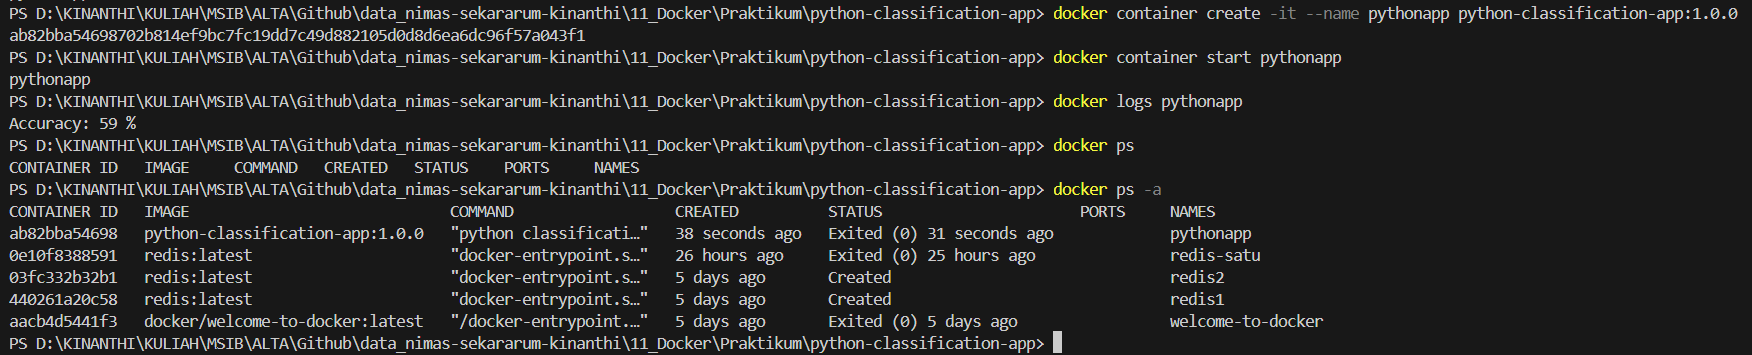 PS D:\KINANTHI\KULIAH\MSIB\ALTA\Github\data_nimas-sekararum-kinanthi\11_Docker\Praktikum\python-classification-app> docker container create -it --name pythonapp python-classification-app:1.0.0
ab82bba54698702b814ef9bc7fc19dd7c49d882105d0d8d6ea6dc96f57a043f1
PS D:\KINANTHI\KULIAH\MSIB\ALTA\Github\data_nimas-sekararum-kinanthi\11_Docker\Praktikum\python-classification-app> docker container start pythonapp
pythonapp
PS D:\KINANTHI\KULIAH\MSIB\ALTA\Github\data_nimas-sekararum-kinanthi\11_Docker\Praktikum\python-classification-app> docker logs pythonapp
Accuracy: 59 %
PS D:\KINANTHI\KULIAH\MSIB\ALTA\Github\data_nimas-sekararum-kinanthi\11_Docker\Praktikum\python-classification-app> docker ps
CONTAINER ID   IMAGE     COMMAND   CREATED   STATUS    PORTS     NAMES
PS D:\KINANTHI\KULIAH\MSIB\ALTA\Github\data_nimas-sekararum-kinanthi\11_Docker\Praktikum\python-classification-app> docker ps -a
CONTAINER ID   IMAGE                             COMMAND                  CREATED          STATUS                      PORTS     NAMES
ab82bba54698   python-classification-app:1.0.0   "python classificati…"   38 seconds ago   Exited (0) 31 seconds ago             pythonapp
0e10f8388591   redis:latest                      "docker-entrypoint.s…"   26 hours ago     Exited (0) 25 hours ago               redis-satu
03fc332b32b1   redis:latest                      "docker-entrypoint.s…"   5 days ago       Created                               redis2
440261a20c58   redis:latest                      "docker-entrypoint.s…"   5 days ago       Created                               redis1
aacb4d5441f3   docker/welcome-to-docker:latest   "/docker-entrypoint.…"   5 days ago       Exited (0) 5 days ago                 welcome-to-docker
PS D:\KINANTHI\KULIAH\MSIB\ALTA\Github\data_nimas-sekararum-kinanthi\11_Docker\Praktikum\python-classification-app>